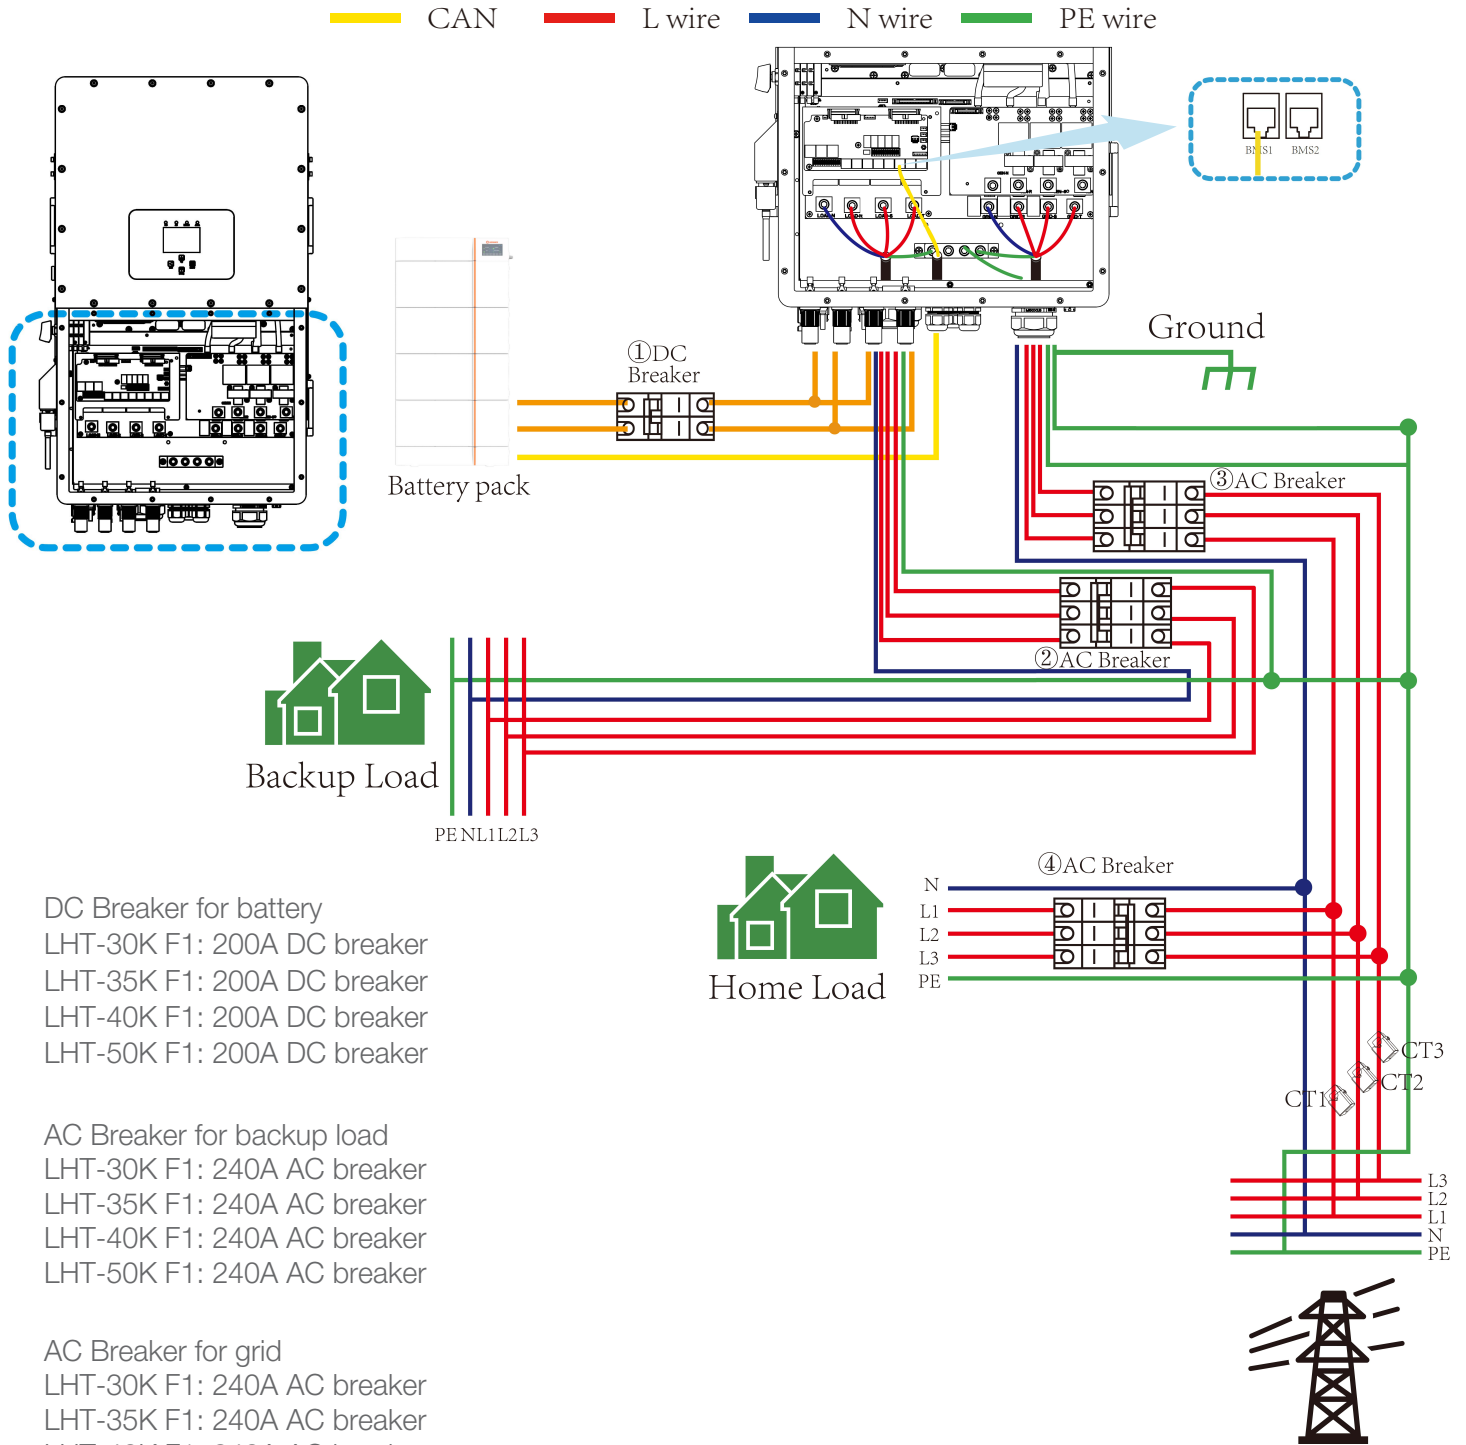 CAN L wire N wire PE wire
BMS1 BMS2
Ground
①DC
Breaker
Battery pack
③AC Breaker
②AC Breaker
Backup Load
PE N L1 L2 L3
④AC Breaker
N
L1
L2
L3
PE
Home Load
CT3
CT2
CT1
L3
L2
L1
N
PE
DC Breaker for battery
LHT-30K F1: 200A DC breaker
LHT-35K F1: 200A DC breaker
LHT-40K F1: 200A DC breaker
LHT-50K F1: 200A DC breaker
AC Breaker for backup load
LHT-30K F1: 240A AC breaker
LHT-35K F1: 240A AC breaker
LHT-40K F1: 240A AC breaker
LHT-50K F1: 240A AC breaker
AC Breaker for grid
LHT-30K F1: 240A AC breaker
LHT-35K F1: 240A AC breaker